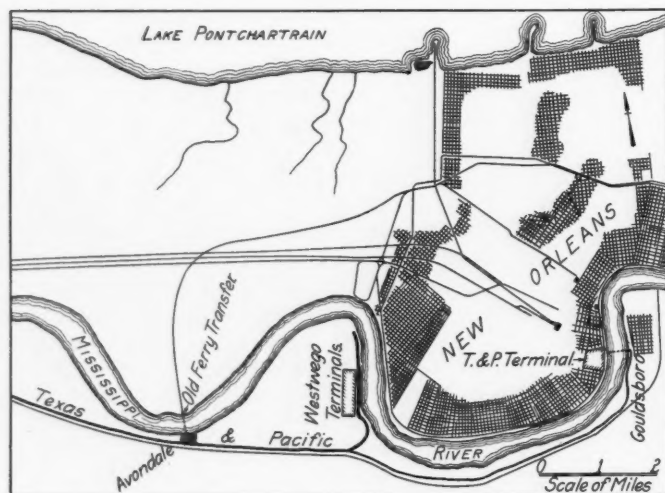 LAKE PONTCHARTRAIN
NEW ORLEANS
MISSISSIPPI
Old Ferry Transfer
Westwego
Terminals
T. & P. Terminal
Gouldsboro
Texas & Pacific
RIVER
Avondale
0 1 2
Scale of Miles